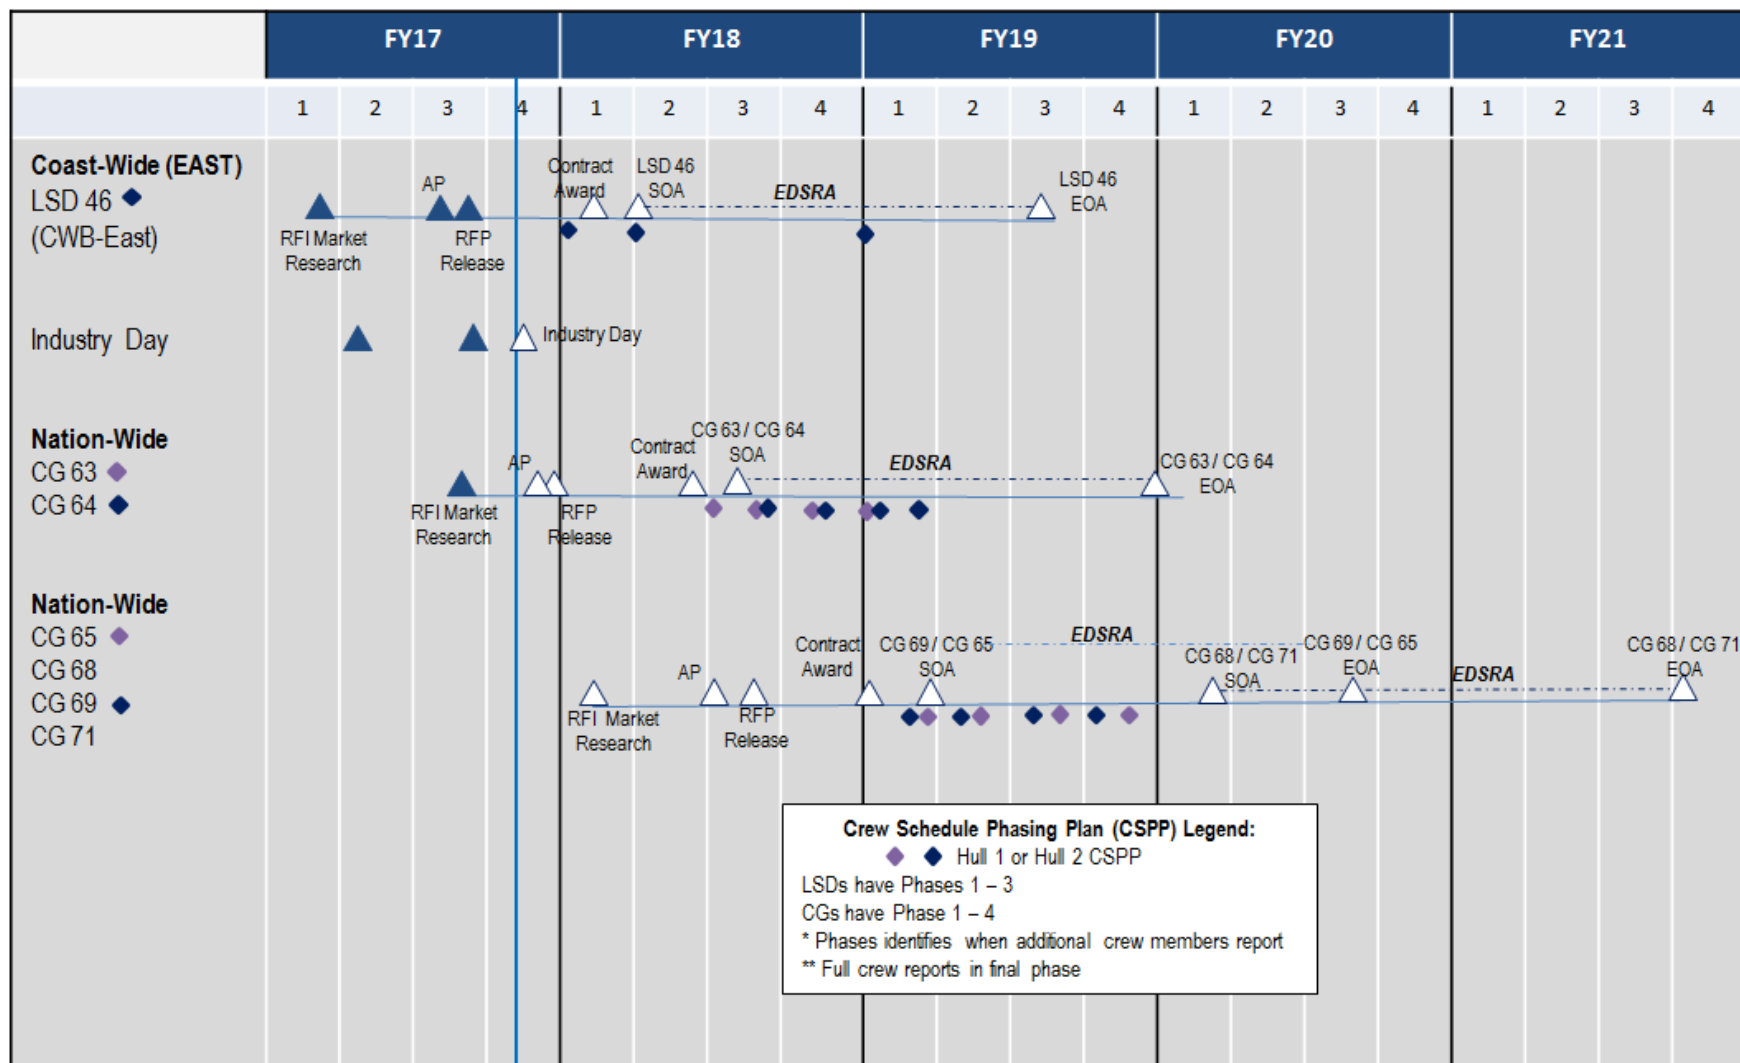 FY17 FY18 FY19 FY20 FY21
1 2 3 4 1 2 3 4 1 2 3 4 1 2 3 4 1 2 3 4
Coast-Wide (EAST)
LSD 46
(CWB-East)
RFI Market
Research
AP
RFP
Release
Contract
Award
LSD 46
SOA
EDSRA
LSD 46
EOA
Industry Day
Industry Day
Nation-Wide
CG 63
CG 64
RFI Market
Research
AP
RFP
Release
Contract
Award
CG 63 / CG 64
SOA
EDSRA
CG 63 / CG 64
EOA
Nation-Wide
CG 65
CG 68
CG 69
CG 71
RFI Market
Research
AP
RFP
Release
Contract
Award
CG 69 / CG 65
SOA
EDSRA
CG 68 / CG 71
SOA
CG 69 / CG 65
EOA
EDSRA
CG 68 / CG 71
EOA
Crew Schedule Phasing Plan (CSPP) Legend:
Hull 1 or Hull 2 CSPP
LSDs have Phases 1 – 3
CGs have Phase 1 – 4
* Phases identifies when additional crew members report
** Full crew reports in final phase